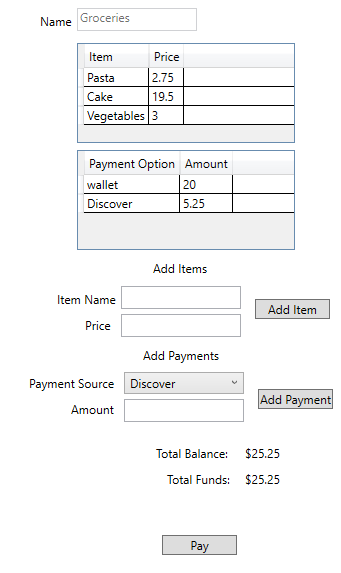 Name Groceries
Item Price
Pasta 2.75
Cake 19.5
Vegetables 3
Payment Option Amount
wallet 20
Discover 5.25
Add Items
Item Name
Add Item
Price
Add Payments
Payment Source Discover
Add Payment
Amount
Total Balance: $25.25
Total Funds: $25.25
Pay